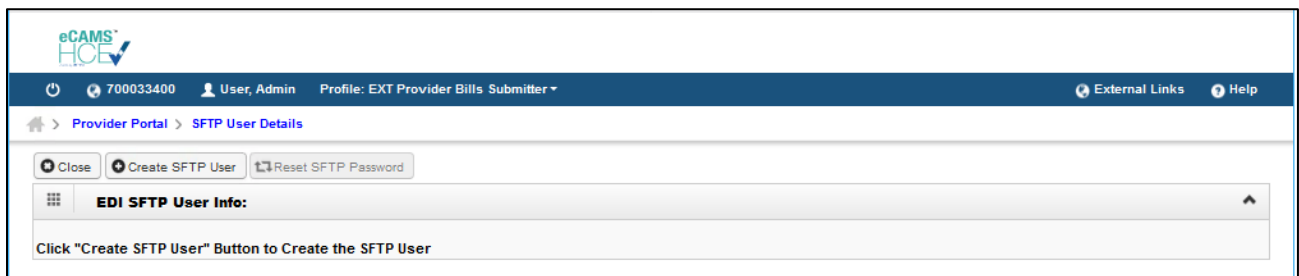 eCAMS™
HCE
700033400 User, Admin Profile: EXT Provider Bills Submitter External Links Help
> Provider Portal > SFTP User Details
Close Create SFTP User Reset SFTP Password
EDI SFTP User Info:
Click "Create SFTP User" Button to Create the SFTP User